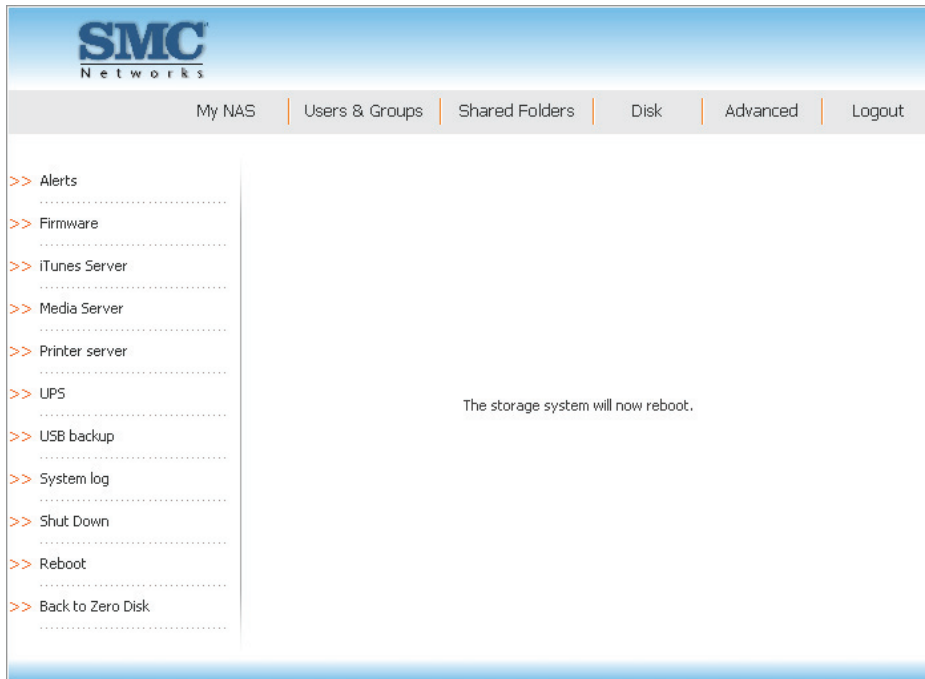 SMC
Networks
My NAS | Users & Groups | Shared Folders | Disk | Advanced | Logout
>> Alerts
>> Firmware
>> iTunes Server
>> Media Server
>> Printer server
>> UPS
>> USB backup
>> System log
>> Shut Down
>> Reboot
>> Back to Zero Disk
The storage system will now reboot.